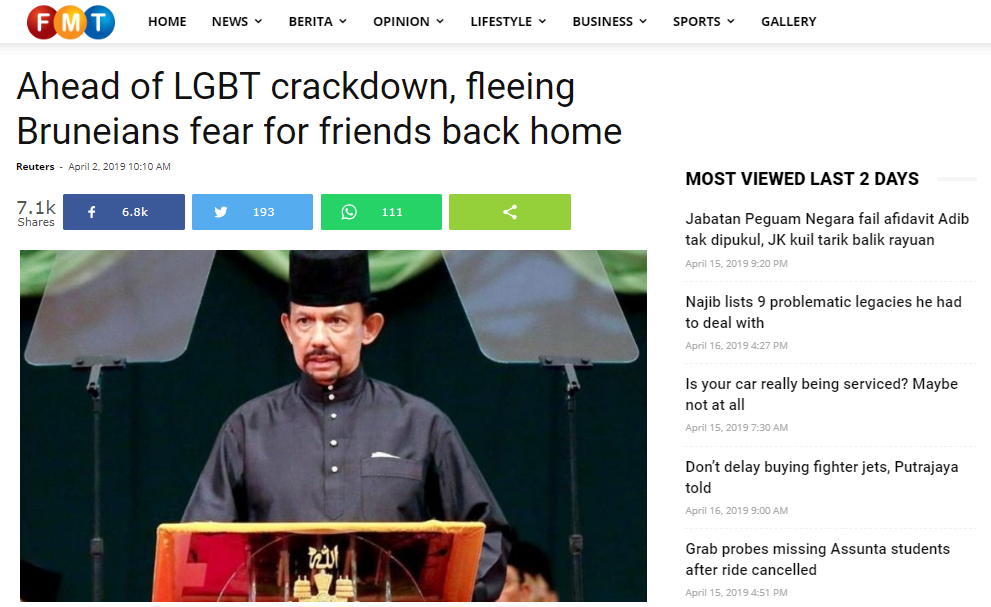 FMT
HOME NEWS BERITA OPINION LIFESTYLE BUSINESS SPORTS GALLERY
Ahead of LGBT crackdown, fleeing
Bruneians fear for friends back home
Reuters - April 2, 2019 10:10 AM
7.1k
Shares
6.8k
193
111
MOST VIEWED LAST 2 DAYS
Jabatan Peguam Negara fail afidavit Adib
tak dipukul, JK kuil tarik balik rayuan
April 15, 2019 9:20 PM
Najib lists 9 problematic legacies he had
to deal with
April 16, 2019 4:27 PM
Is your car really being serviced? Maybe
not at all
April 15, 2019 7:30 AM
Don’t delay buying fighter jets, Putrajaya
told
April 16, 2019 9:00 AM
Grab probes missing Assunta students
after ride cancelled
April 15, 2019 4:51 PM